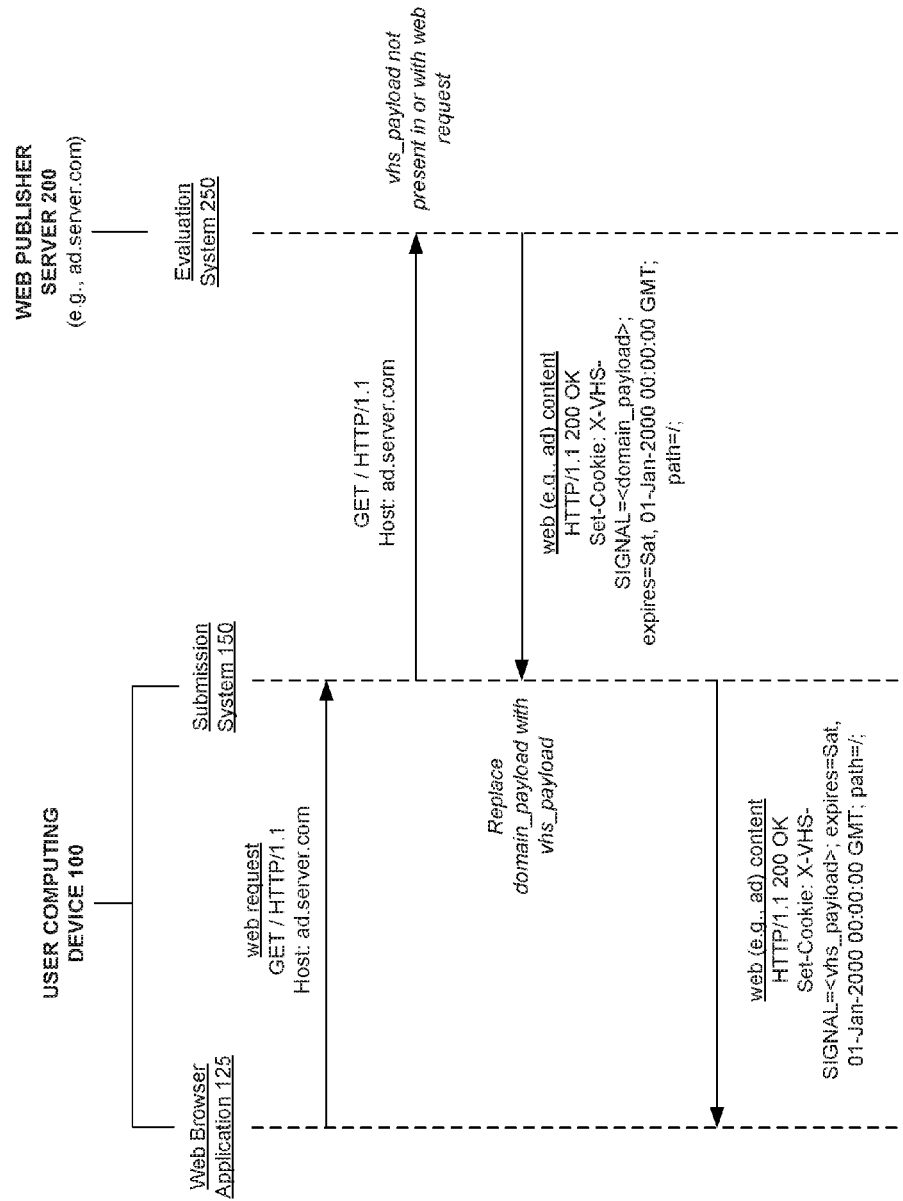 USER COMPUTING
DEVICE 100
WEB PUBLISHER
SERVER 200
(e.g., ad.server.com)
Web Browser
Application 125
Submission
System 150
Evaluation
System 250
web request
GET / HTTP/1.1
Host: ad.server.com
GET / HTTP/1.1
Host: ad.server.com
vhs_payload not
present in or with web
request
web (e.g., ad) content
HTTP/1.1 200 OK
Set-Cookie: X-VHS-
SIGNAL=<domain_payload>;
expires=Sat, 01-Jan-2000 00:00:00 GMT;
path=/;
Replace
domain_payload with
vhs_payload
web (e.g., ad) content
HTTP/1.1 200 OK
Set-Cookie: X-VHS-
SIGNAL=<vhs_payload>; expires=Sat,
01-Jan-2000 00:00:00 GMT; path=/;